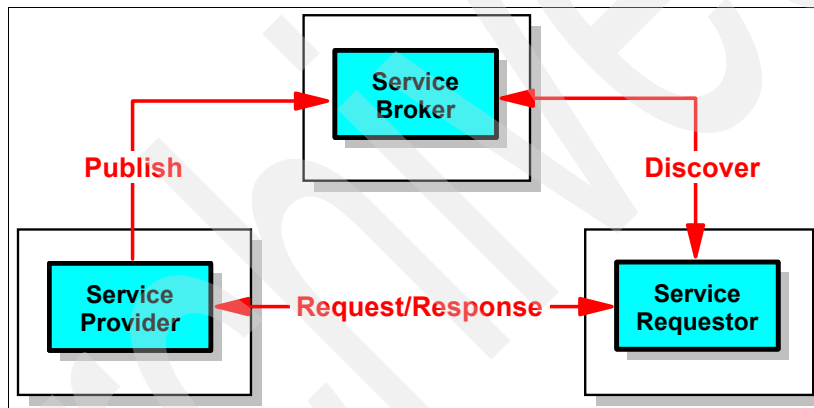 Service
Broker
Publish
Discover
Service
Provider
Request/Response
Service
Requestor